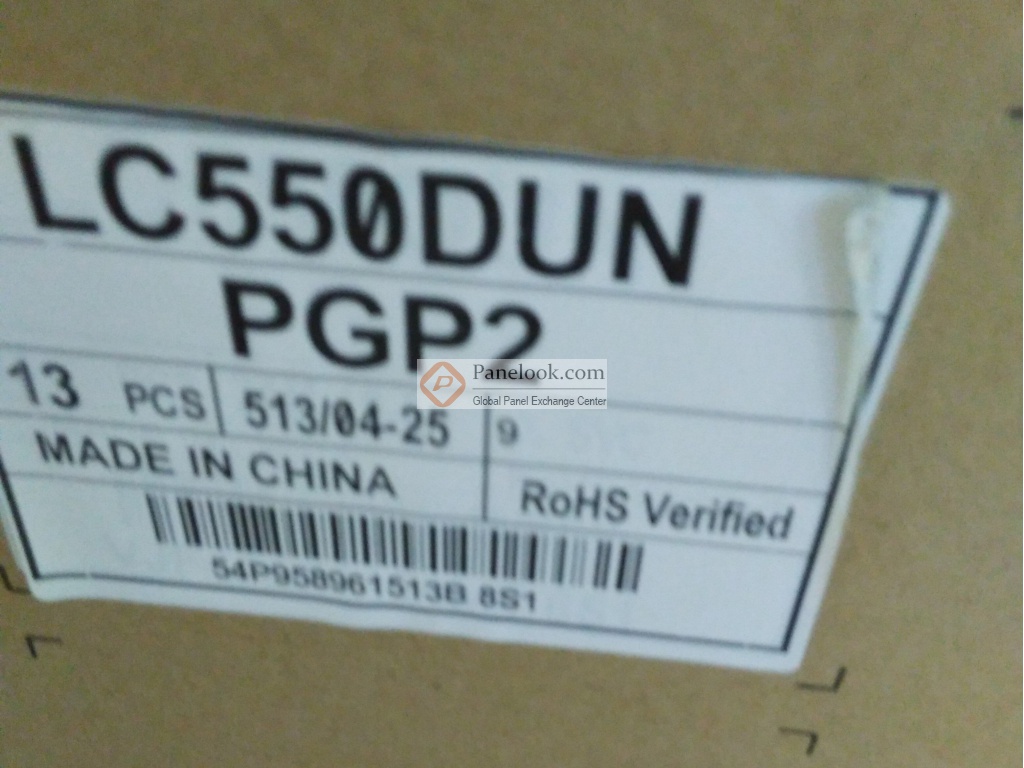 LC550DUN
PGP2
13 PCS 513/04-25 9
MADE IN CHINA
RoHS Verified
54P958961513B 8S1
Panelook.com
Global Panel Exchange Center